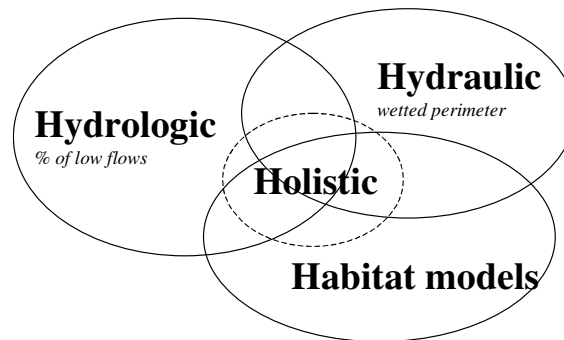 Hydraulic
wetted perimeter
Hydrologic
% of low flows
Holistic
Habitat models